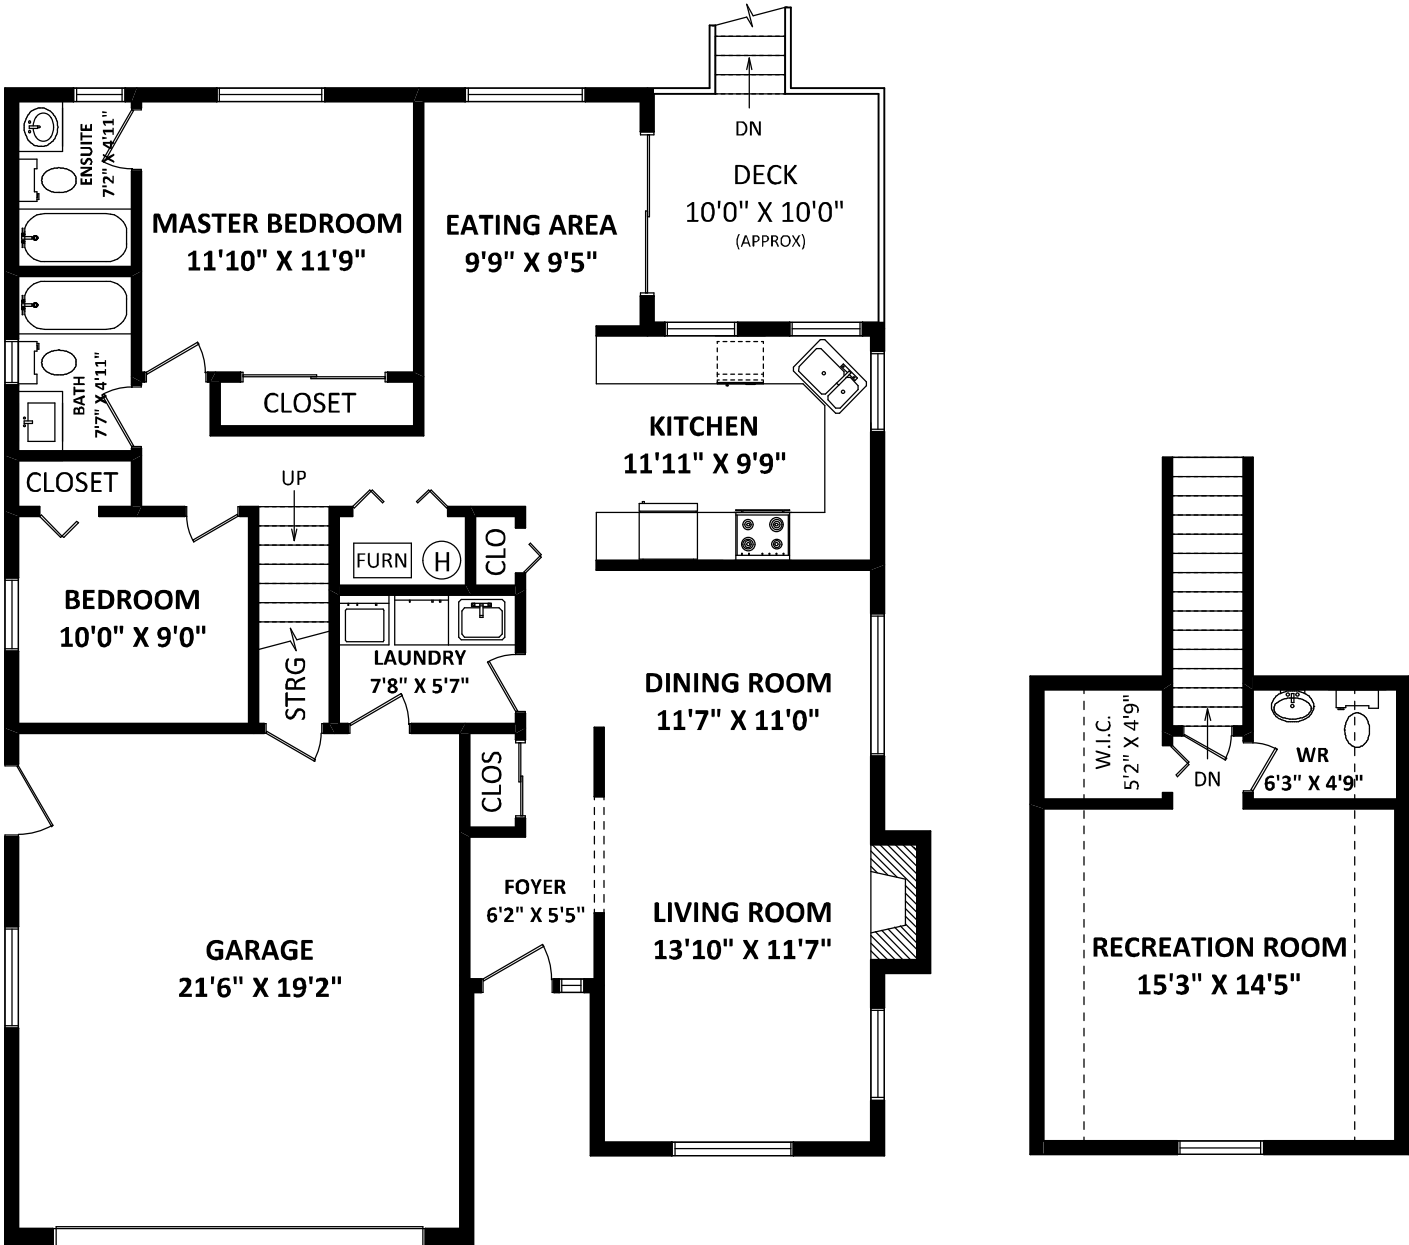 DN
DECK
10'0" X 10'0"
(APPROX)
ENSUITE
7'2" X 4'11"
MASTER BEDROOM
11'10" X 11'9"
EATING AREA
9'9" X 9'5"
BATH
7'7" X 4'11"
CLOSET
KITCHEN
11'11" X 9'9"
CLOSET
UP
FURN
H
CLO
BEDROOM
10'0" X 9'0"
STRG
LAUNDRY
7'8" X 5'7"
DINING ROOM
11'7" X 11'0"
CLOS
FOYER
6'2" X 5'5"
LIVING ROOM
13'10" X 11'7"
GARAGE
21'6" X 19'2"
W.I.C.
5'2" X 4'9"
DN
WR
6'3" X 4'9"
RECREATION ROOM
15'3" X 14'5"